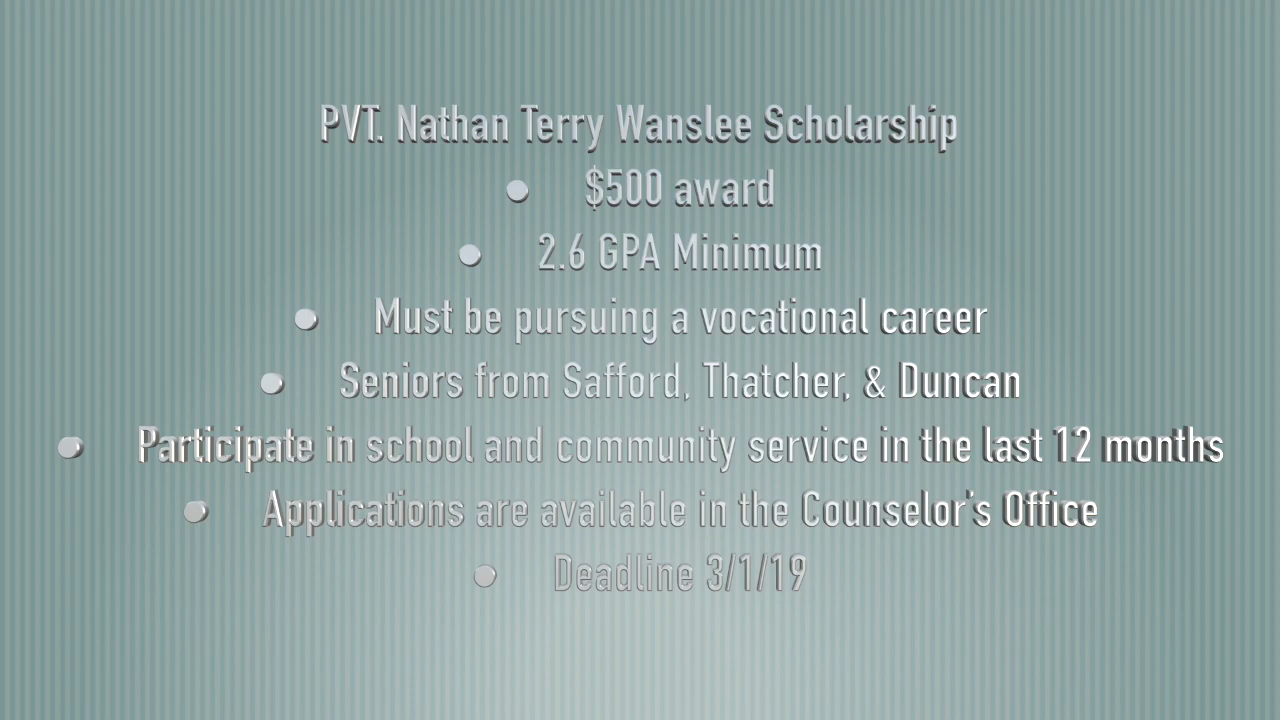 PVT. Nathan Terry Wanslee Scholarship
• $500 award
• 2.6 GPA Minimum
• Must be pursuing a vocational career
• Seniors from Safford, Thatcher, & Duncan
• Participate in school and community service in the last 12 months
• Applications are available in the Counselor's Office
• Deadline 3/1/19